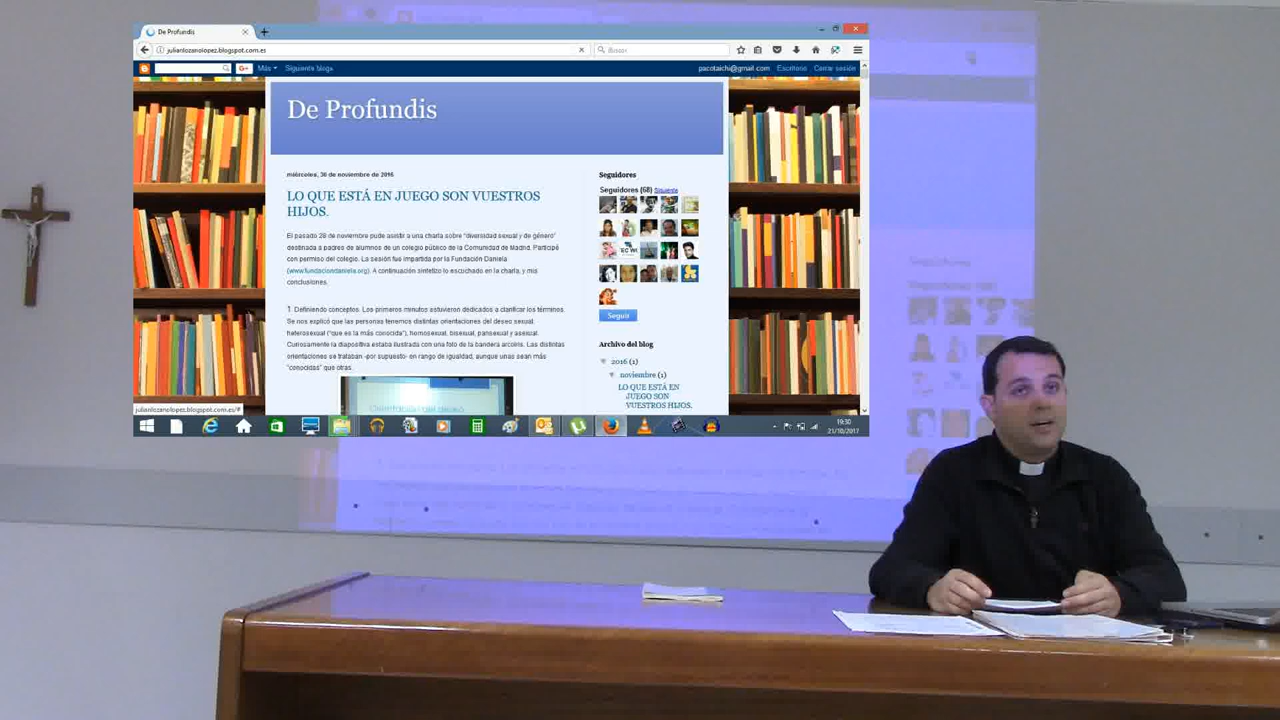 De Profundis
julianlozanolopez.blogspot.com.es
Buscar
G+
Más
Siguiente blog»
pacotaichi@gmail.com
Escritorio
Cerrar sesión
De Profundis
miércoles, 30 de noviembre de 2016
LO QUE ESTÁ EN JUEGO SON VUESTROS
HIJOS.
El pasado 28 de noviembre pude asistir a una charla sobre "diversidad sexual y de género"
destinada a padres de alumnos de un colegio público de la Comunidad de Madrid. Participé
con permiso del colegio. La sesión fue impartida por la Fundación Daniela
(www.fundaciondaniela.org). A continuación sintetizo lo escuchado en la charla, y mis
conclusiones.
1. Definiendo conceptos. Los primeros minutos estuvieron dedicados a clarificar los términos.
Se nos explicó que las personas tenemos distintas orientaciones del deseo sexual:
heterosexual ("que es la más conocida"), homosexual, bisexual, pansexual y asexual.
Curiosamente la diapositiva estaba ilustrada con una foto de la bandera arcoíris. Las distintas
orientaciones se trataban -por supuesto- en rango de igualdad, aunque unas sean más
"conocidas" que otras.
Seguidores
Seguidores (68) Siguiente
Seguir
Archivo del blog
2016 (1)
noviembre (1)
LO QUE ESTÁ EN
JUEGO SON
VUESTROS HIJOS.
julianlozanolopez.blogspot.com.es/#
19:30
21/10/2017